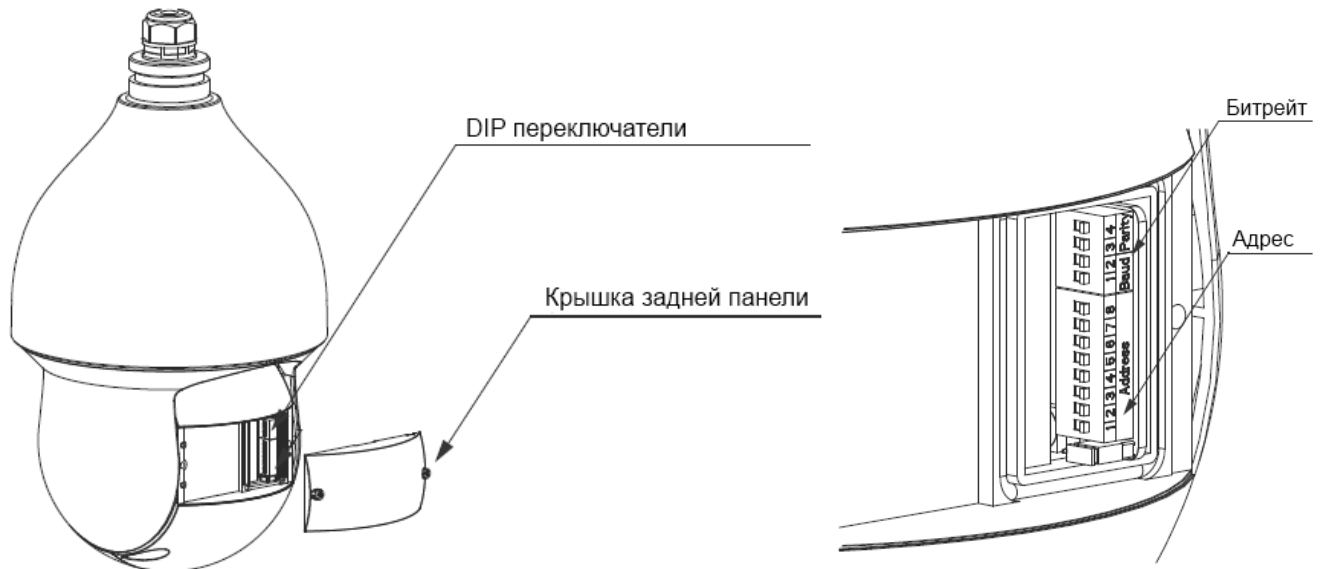 DIP переключатели
Крышка задней панели
Битрейт
Адрес
1 2 3 4
Baud Parity
1 2 3 4 5 6 7 8
Address